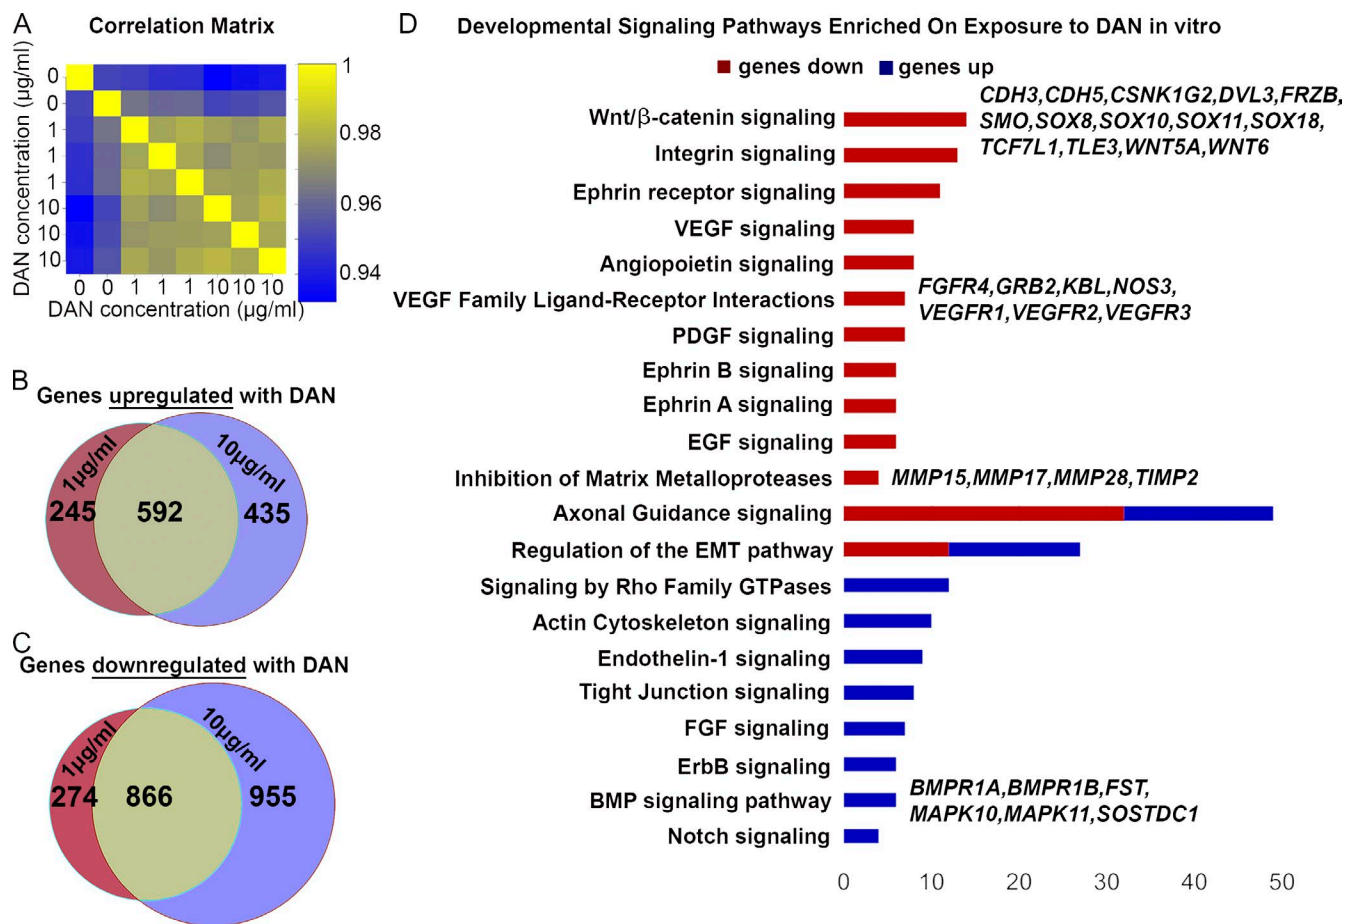 A
Correlation Matrix
DAN concentration (µg/ml)
0
0
1
1
1
10
10
10
0 0 1 1 1 10 10 10
DAN concentration (µg/ml)
1
0.98
0.96
0.94
B
Genes upregulated with DAN
1µg/ml
10µg/ml
245
592
435
C
Genes downregulated with DAN
1µg/ml
10µg/ml
274
866
955
D
Developmental Signaling Pathways Enriched On Exposure to DAN in vitro
genes down genes up
Wnt/β-catenin signaling
CDH3,CDH5,CSNK1G2,DVL3,FRZB,
SMO,SOX8,SOX10,SOX11,SOX18,
TCF7L1,TLE3,WNT5A,WNT6
Integrin signaling
Ephrin receptor signaling
VEGF signaling
Angiopoietin signaling
VEGF Family Ligand-Receptor Interactions
FGFR4,GRB2,KBL,NOS3,
VEGFR1,VEGFR2,VEGFR3
PDGF signaling
Ephrin B signaling
Ephrin A signaling
EGF signaling
Inhibition of Matrix Metalloproteases
MMP15,MMP17,MMP28,TIMP2
Axonal Guidance signaling
Regulation of the EMT pathway
Signaling by Rho Family GTPases
Actin Cytoskeleton signaling
Endothelin-1 signaling
Tight Junction signaling
FGF signaling
ErbB signaling
BMP signaling pathway
BMPR1A,BMPR1B,FST,
MAPK10,MAPK11,SOSTDC1
Notch signaling
0 10 20 30 40 50